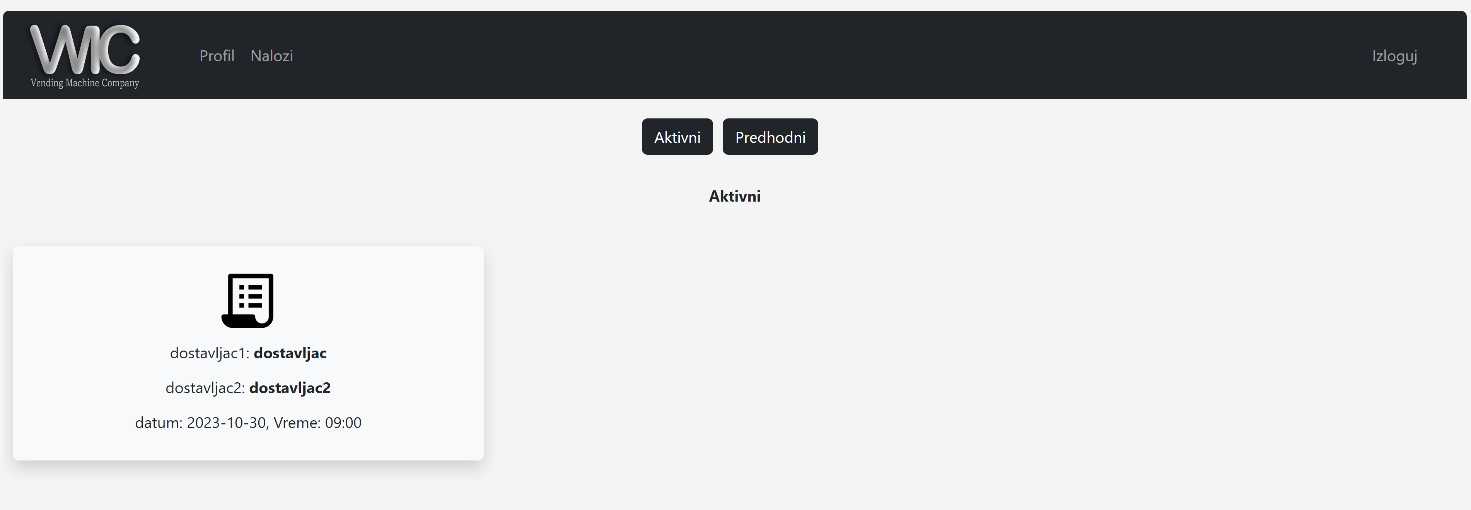 WIC
Vending Machine Company
Profil Nalozi Izloguj
Aktivni Predhodni
Aktivni
dostavljac1: dostavljac
dostavljac2: dostavljac2
datum: 2023-10-30, Vreme: 09:00